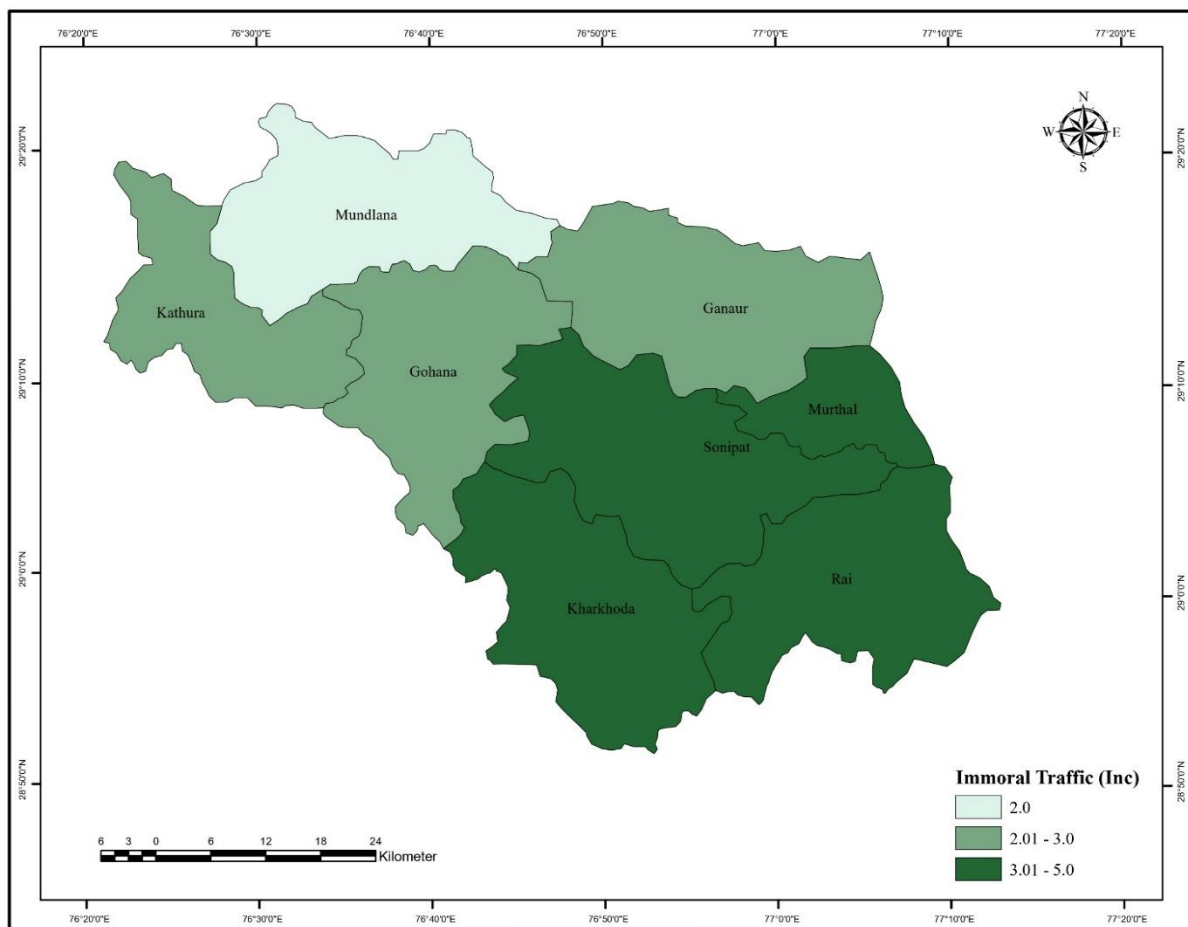 76°20'0"E 76°30'0"E 76°40'0"E 76°50'0"E 77°0'0"E 77°10'0"E 77°20'0"E
N
W E
S
29°20'0"N 29°20'0"N
Mundlana
Kathura
Ganaur
Gohana
29°10'0"N 29°10'0"N
Murthal
Sonipat
29°0'0"N 29°0'0"N
Rai
Kharkhoda
28°50'0"N 28°50'0"N
Immoral Traffic (Inc)
2.0
2.01 - 3.0
3.01 - 5.0
6 3 0 6 12 18 24
Kilometer
76°20'0"E 76°30'0"E 76°40'0"E 76°50'0"E 77°0'0"E 77°10'0"E 77°20'0"E